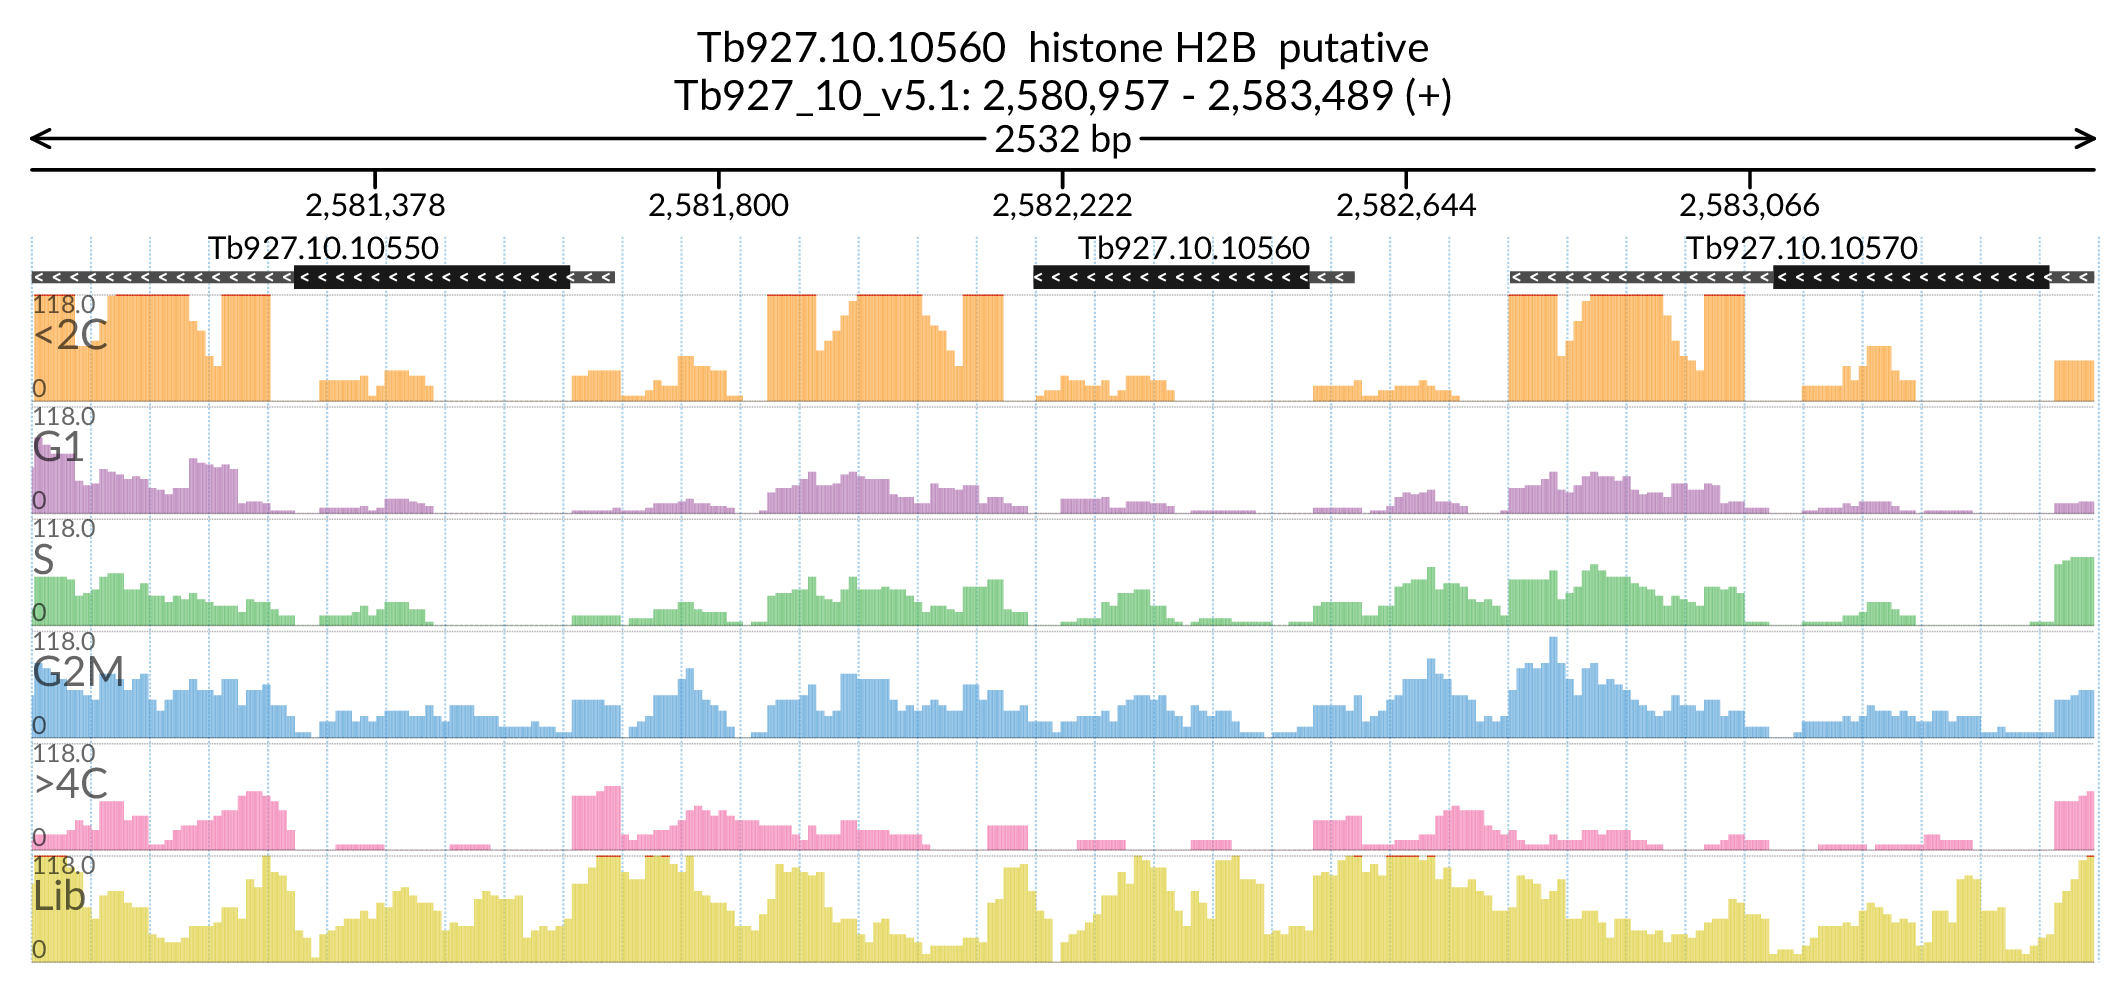 Tb927.10.10560  histone H2B  putative
Tb927_10_v5.1: 2,580,957 - 2,583,489 (+)
2532 bp
2,581,378 2,581,800 2,582,222 2,582,644 2,583,066
Tb927.10.10550 Tb927.10.10560 Tb927.10.10570
118.0
<2C
0
118.0
G1
0
118.0
S
0
118.0
G2M
0
118.0
>4C
0
118.0
Lib
0